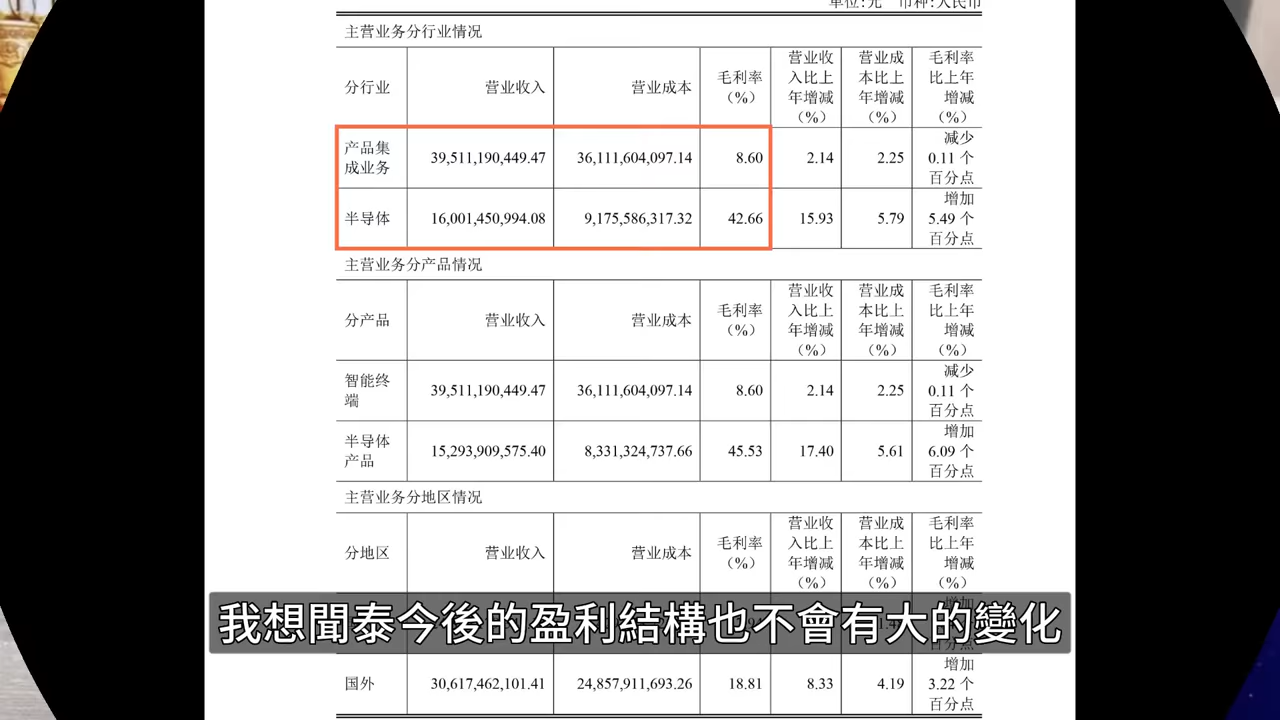 单位:元 币种:人民币
主营业务分行业情况
分行业 营业收入 营业成本 毛利率（%） 营业收入比上年增减（%） 营业成本比上年增减（%） 毛利率比上年增减（%）
产品集成业务 39,511,190,449.47 36,111,604,097.14 8.60 2.14 2.25 减少0.11个百分点
半导体 16,001,450,994.08 9,175,586,317.32 42.66 15.93 5.79 增加5.49个百分点
主营业务分产品情况
分产品 营业收入 营业成本 毛利率（%） 营业收入比上年增减（%） 营业成本比上年增减（%） 毛利率比上年增减（%）
智能终端 39,511,190,449.47 36,111,604,097.14 8.60 2.14 2.25 减少0.11个百分点
半导体产品 15,293,909,575.40 8,331,324,737.66 45.53 17.40 5.61 增加6.09个百分点
主营业务分地区情况
分地区 营业收入 营业成本 毛利率（%） 营业收入比上年增减（%） 营业成本比上年增减（%） 毛利率比上年增减（%）
我想聞泰今後的盈利結構也不會有大的變化
国外 30,617,462,101.41 24,857,911,693.26 18.81 8.33 4.19 增加3.22个百分点